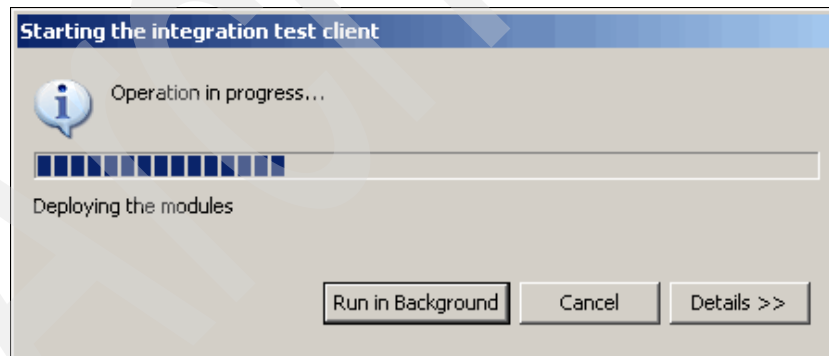 Starting the integration test client
Operation in progress...
Deploying the modules
Run in Background Cancel Details >>